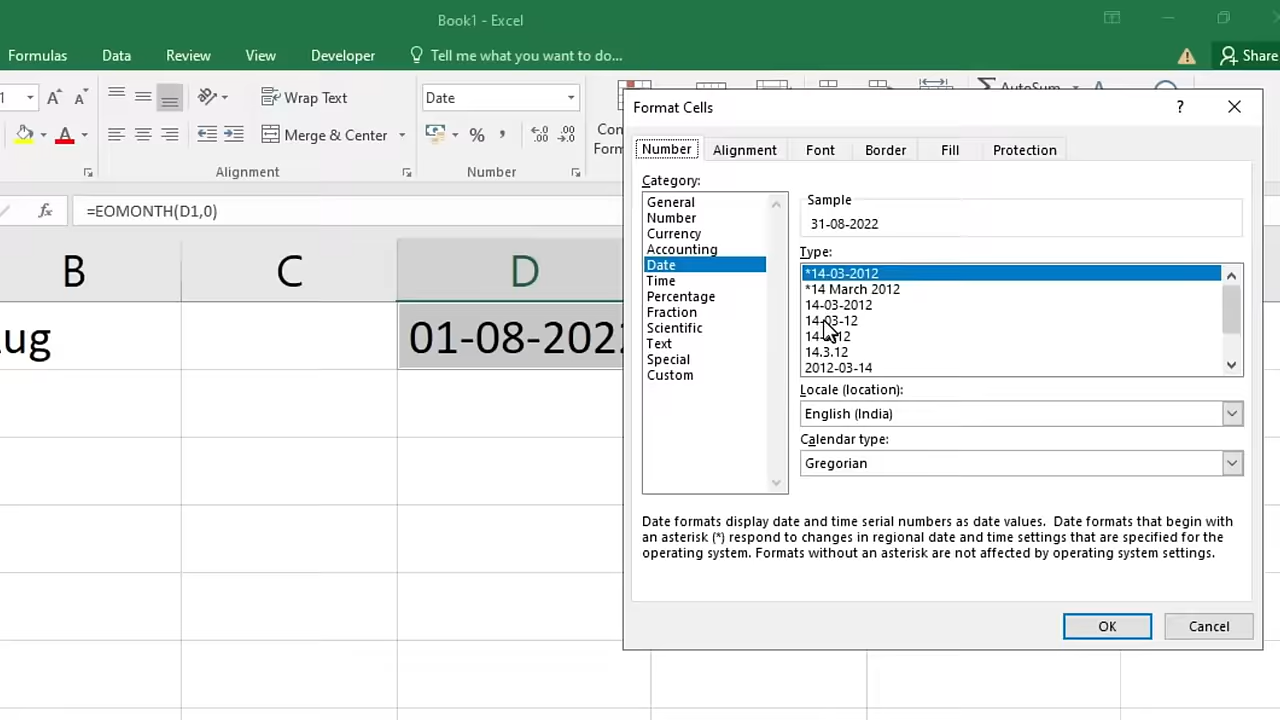 Book1 - Excel
Formulas Data Review View Developer Tell me what you want to do... Share
Wrap Text Date AutoSum
Merge & Center %
Alignment Number
=EOMONTH(D1,0)
B C D
ug 01-08-202
Format Cells
Number Alignment Font Border Fill Protection
Category:
General
Number
Currency
Accounting
Date
Time
Percentage
Fraction
Scientific
Text
Special
Custom
Sample
31-08-2022
Type:
*14-03-2012
*14 March 2012
14-03-2012
14-03-12
14.3.12
2012-03-14
Locale (location):
English (India)
Calendar type:
Gregorian
Date formats display date and time serial numbers as date values. Date formats that begin with
an asterisk (*) respond to changes in regional date and time settings that are specified for the
operating system. Formats without an asterisk are not affected by operating system settings.
OK Cancel